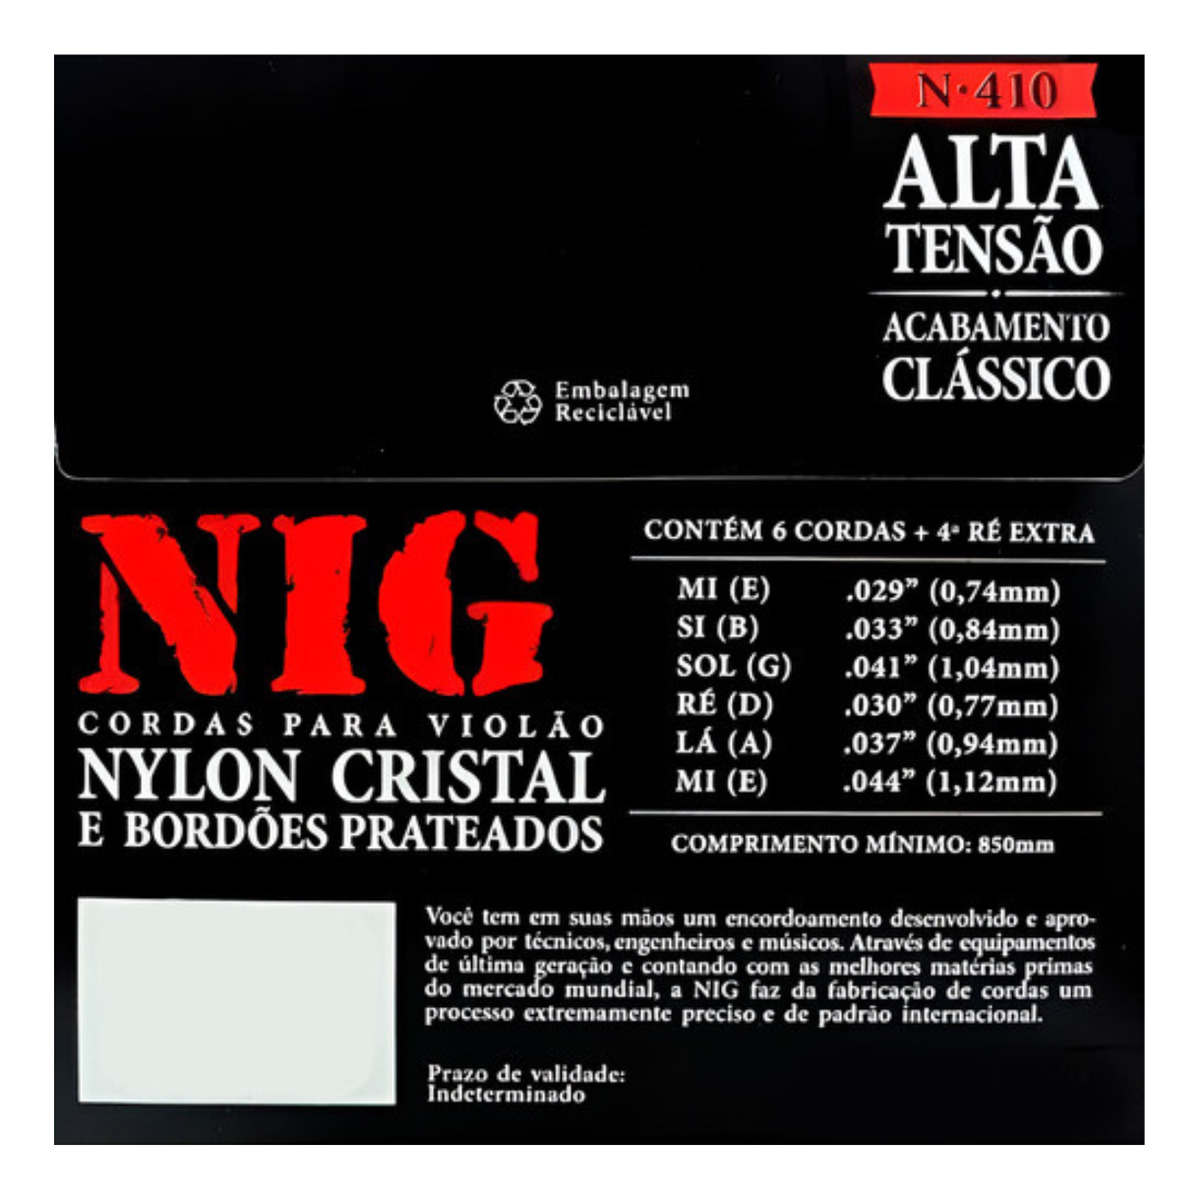 N·410
ALTA
TENSÃO
ACABAMENTO
CLÁSSICO
Embalagem
Reciclável
NIG
CORDAS PARA VIOLÃO
NYLON CRISTAL
E BORDÕES PRATEADOS
CONTÉM 6 CORDAS + 4ª RÉ EXTRA
MI (E) .029” (0,74mm)
SI (B) .033” (0,84mm)
SOL (G) .041” (1,04mm)
RÉ (D) .030” (0,77mm)
LÁ (A) .037” (0,94mm)
MI (E) .044” (1,12mm)
COMPRIMENTO MÍNIMO: 850mm
Você tem em suas mãos um encordoamento desenvolvido e apro-
vado por técnicos, engenheiros e músicos. Através de equipamentos
de última geração e contando com as melhores matérias primas
do mercado mundial, a NIG faz da fabricação de cordas um
processo extremamente preciso e de padrão internacional.
Prazo de validade:
Indeterminado